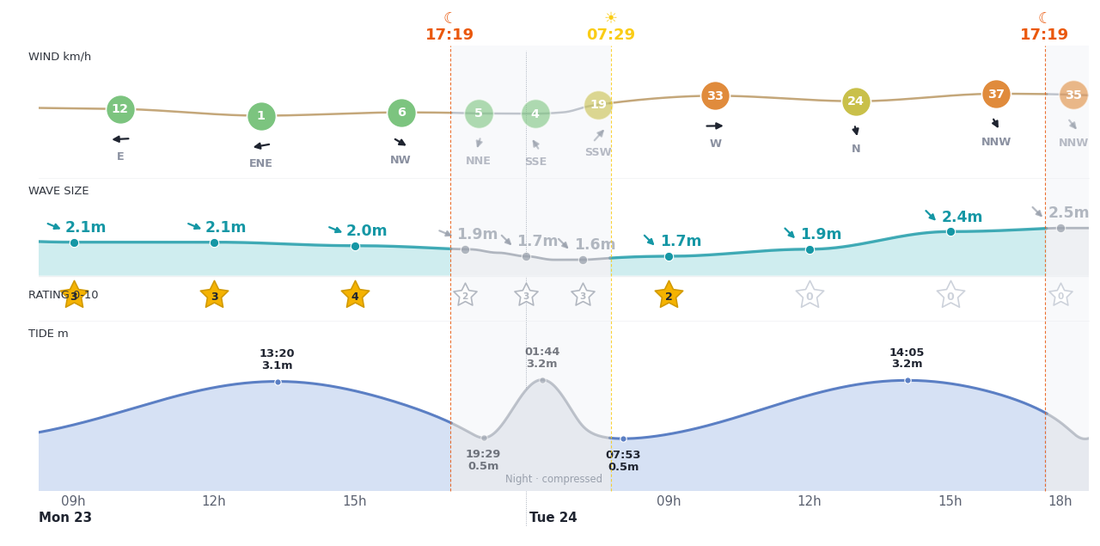 ☾ ☀ ☾
17:19 07:29 17:19
WIND km/h
12 1 6 5 4 19 33 24 37 35
E ENE NW NNE SSE SSW W N NNW NNW
WAVE SIZE
2.1m 2.1m 2.0m 1.9m 1.7m 1.6m 1.7m 1.9m 2.4m 2.5m
RATING 0-10
3 3 4 2 3 3 2 0 0 0
TIDE m
13:20 01:44 14:05
3.1m 3.2m 3.2m
19:29 07:53
0.5m 0.5m
Night · compressed
09h 12h 15h 09h 12h 15h 18h
Mon 23 Tue 24